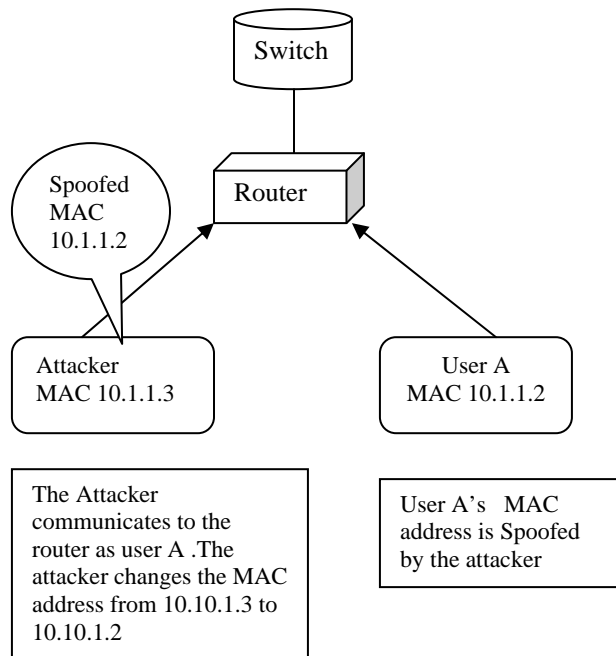 Switch
Router
Spoofed
MAC
10.1.1.2
Attacker
MAC 10.1.1.3
User A
MAC 10.1.1.2
The Attacker
communicates to the
router as user A .The
attacker changes the MAC
address from 10.10.1.3 to
10.10.1.2
User A’s MAC
address is Spoofed
by the attacker